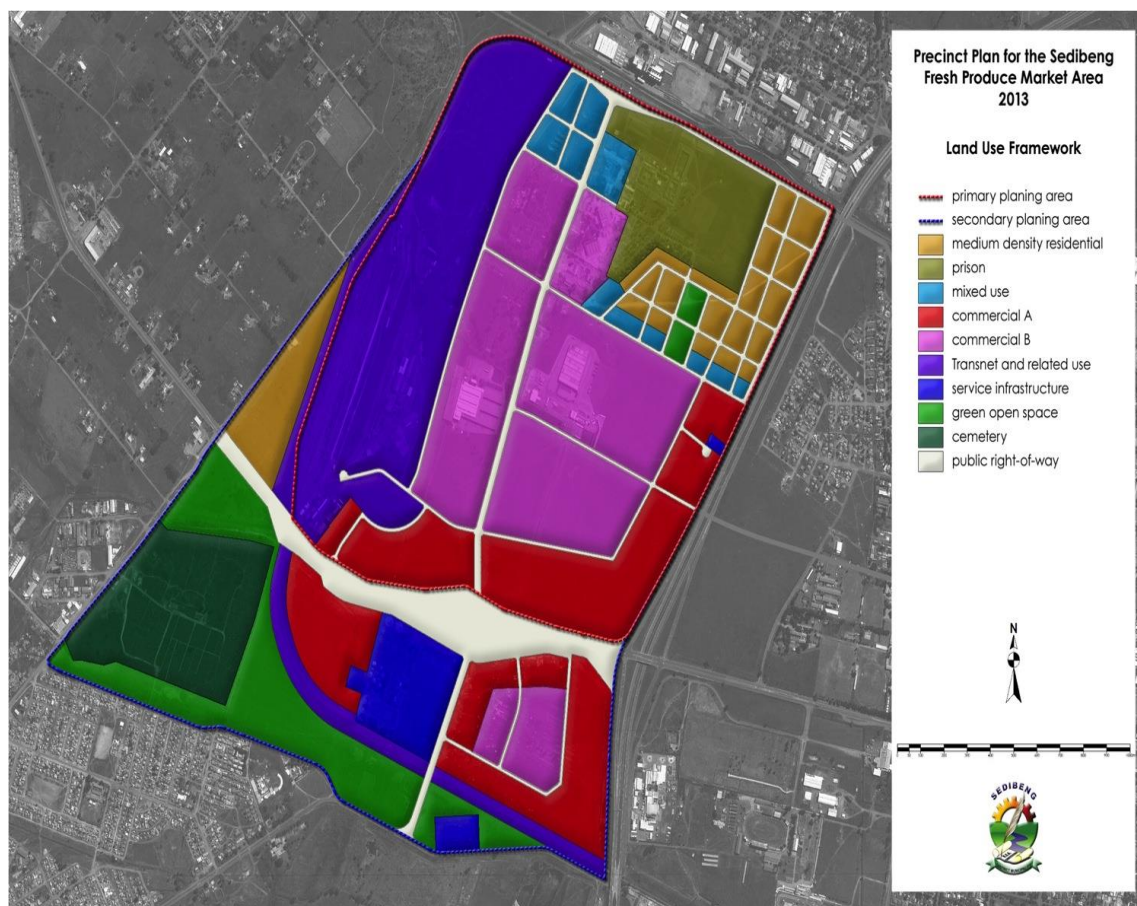 Precinct Plan for the Sedibeng
Fresh Produce Market Area
2013
Land Use Framework
primary planing area
secondary planing area
medium density residential
prison
mixed use
commercial A
commercial B
Transnet and related use
service infrastructure
green open space
cemetery
public right-of-way
N
SEDIBENG